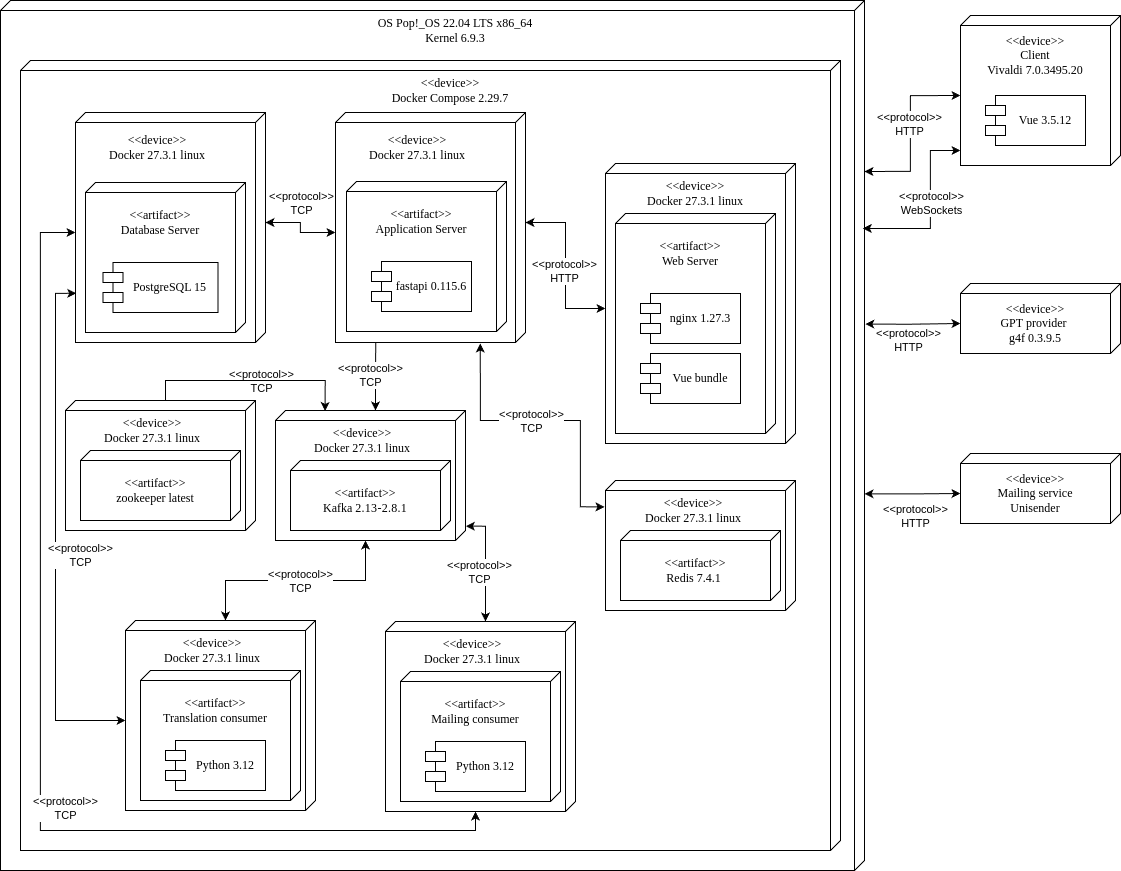 OS Pop!_OS 22.04 LTS x86_64
Kernel 6.9.3
<<device>>
Docker Compose 2.29.7
<<device>>
Docker 27.3.1 linux
<<artifact>>
Database Server
PostgreSQL 15
<<protocol>>
TCP
<<device>>
Docker 27.3.1 linux
<<artifact>>
Application Server
fastapi 0.115.6
<<protocol>>
HTTP
<<device>>
Docker 27.3.1 linux
<<artifact>>
Web Server
nginx 1.27.3
Vue bundle
<<protocol>>
TCP
<<protocol>>
TCP
<<device>>
Docker 27.3.1 linux
<<artifact>>
zookeeper latest
<<device>>
Docker 27.3.1 linux
<<artifact>>
Kafka 2.13-2.8.1
<<protocol>>
TCP
<<device>>
Docker 27.3.1 linux
<<artifact>>
Redis 7.4.1
<<protocol>>
TCP
<<protocol>>
TCP
<<protocol>>
TCP
<<device>>
Docker 27.3.1 linux
<<artifact>>
Translation consumer
Python 3.12
<<device>>
Docker 27.3.1 linux
<<artifact>>
Mailing consumer
Python 3.12
<<protocol>>
TCP
<<device>>
Client
Vivaldi 7.0.3495.20
Vue 3.5.12
<<protocol>>
HTTP
<<protocol>>
WebSockets
<<device>>
GPT provider
g4f 0.3.9.5
<<protocol>>
HTTP
<<device>>
Mailing service
Unisender
<<protocol>>
HTTP